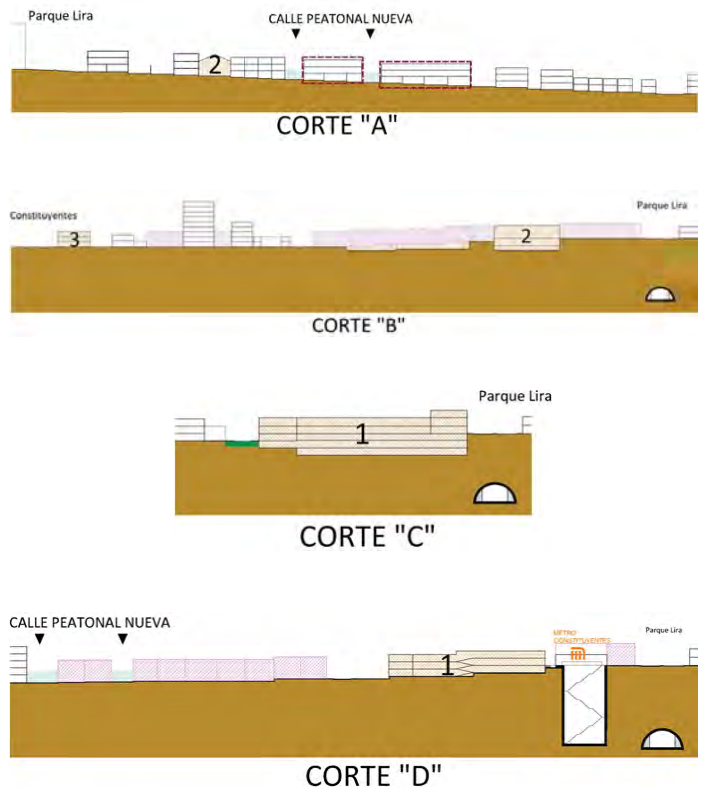 Parque Lira
CALLE PEATONAL NUEVA
2
CORTE "A"
Constituyentes
Parque Lira
3
2
CORTE "B"
Parque Lira
1
CORTE "C"
CALLE PEATONAL NUEVA
METRO
CONSTITUYENTES
Parque Lira
1
CORTE "D"